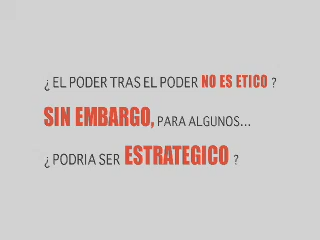 ¿ EL PODER TRAS EL PODER NO ES ETICO ?
SIN EMBARGO, PARA ALGUNOS...
¿ PODRIA SER ESTRATEGICO ?